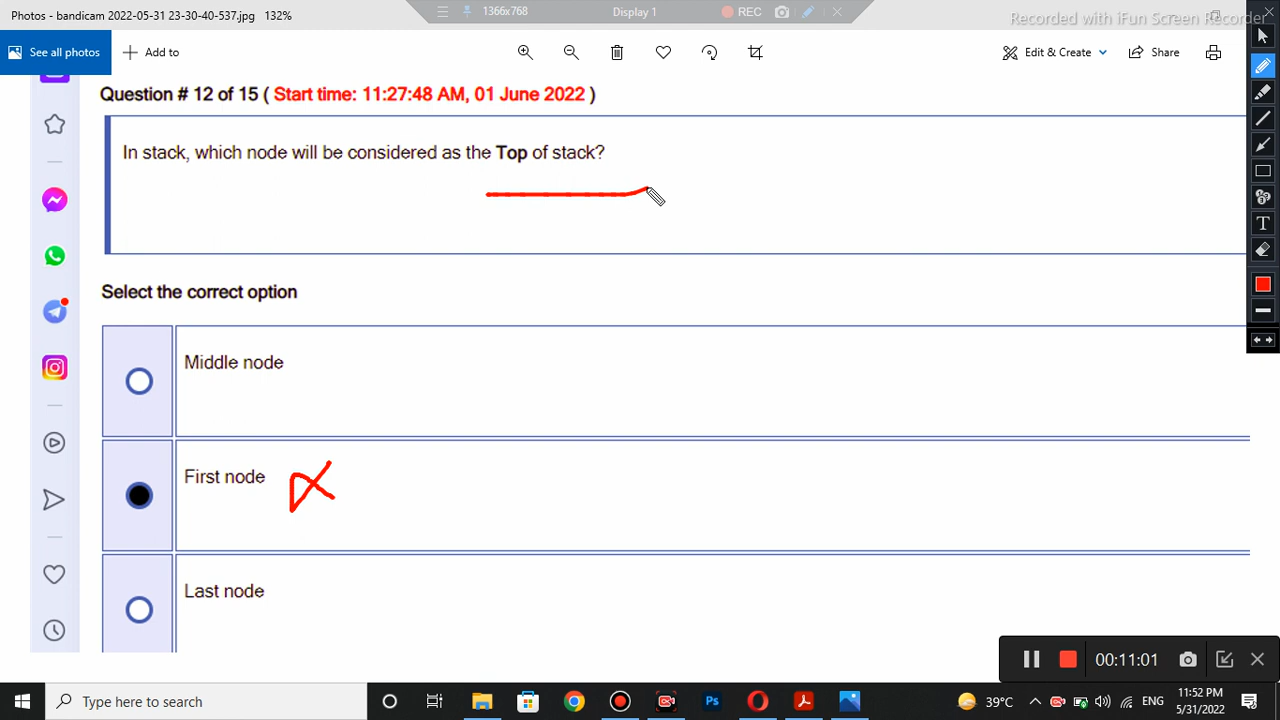 Photos - bandicam 2022-05-31 23-30-40-537.jpg 132%
1366x768
Display 1
REC
Recorded with iFun Screen Recorder
See all photos
Add to
Edit & Create
Share
Question # 12 of 15 ( Start time: 11:27:48 AM, 01 June 2022 )
In stack, which node will be considered as the Top of stack?
Select the correct option
Middle node
First node
Last node
T
00:11:01
Type here to search
Ps
39°C
ENG
11:52 PM
5/31/2022